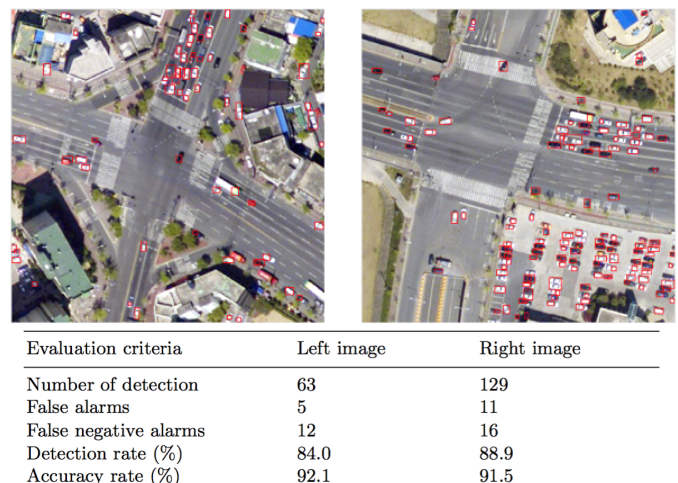 Evaluation criteria Left image Right image
Number of detection 63 129
False alarms 5 11
False negative alarms 12 16
Detection rate (%) 84.0 88.9
Accuracy rate (%) 92.1 91.5